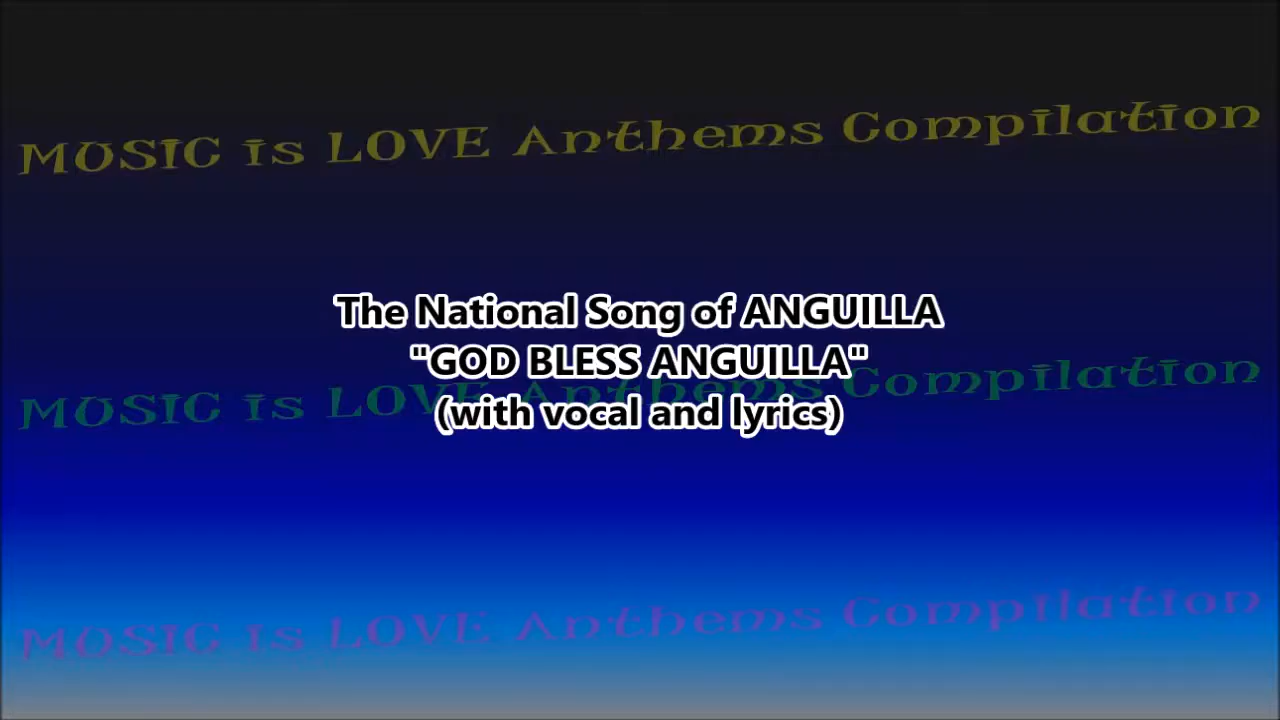 MUSIC is LOVE Anthems Compilation
The National Song of ANGUILLA
"GOD BLESS ANGUILLA"
MUSIC is LOVE Anthems Compilation
(with vocal and lyrics)
MUSIC is LOVE Anthems Compilation